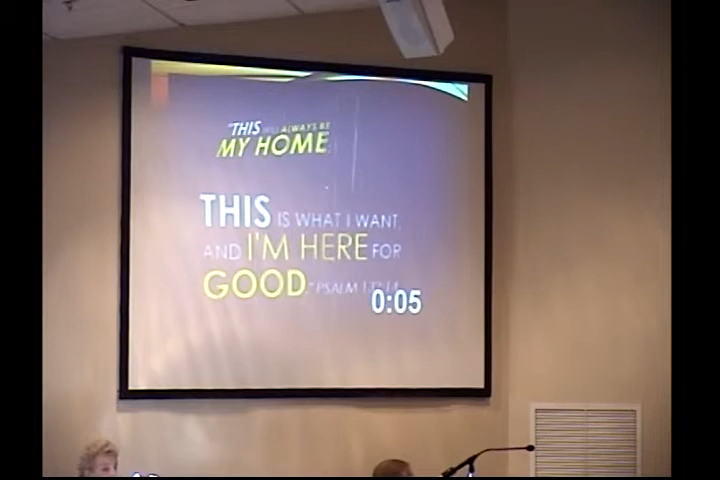 "THIS WILL ALWAYS BE
MY HOME.
THIS IS WHAT I WANT,
AND I'M HERE FOR
GOOD." PSALM
0:05